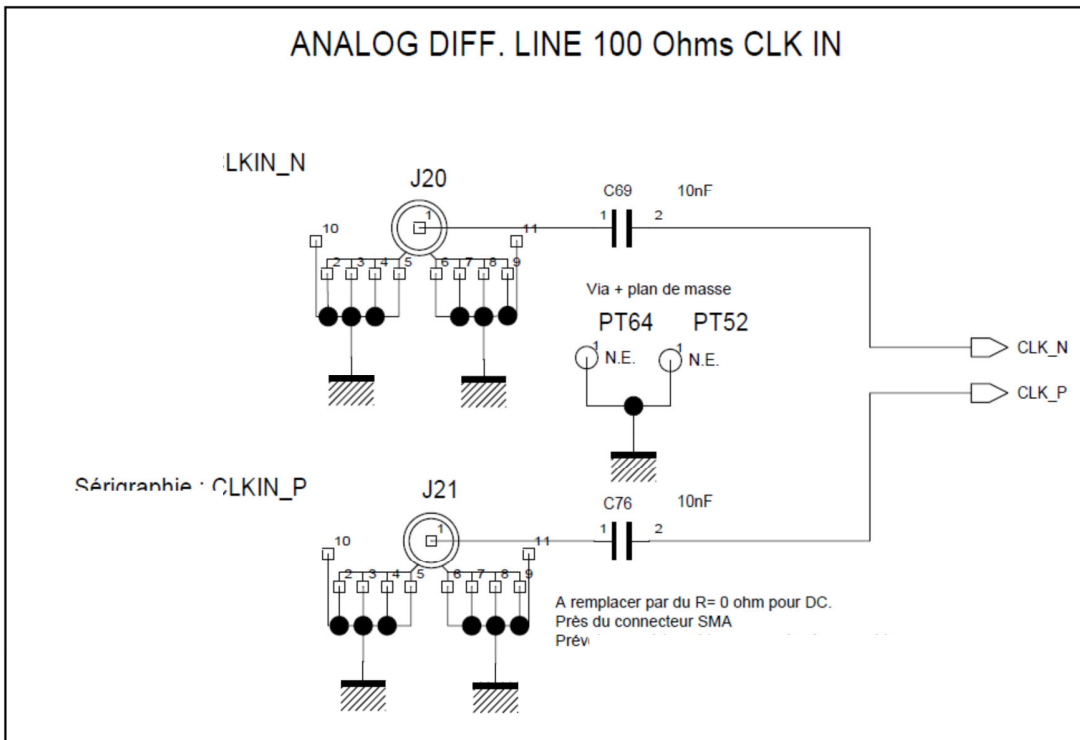 ANALOG DIFF. LINE 100 Ohms CLK IN
LKIN_N
J20
C69 10nF
1 2
1
10 11
2 3 4 5 6 7 8 9
Via + plan de masse
PT64 PT52
1 N.E. 1 N.E.
CLK_N
CLK_P
Sérigraphie : CLKIN_P
J21
C76 10nF
1 2
1
10 11
2 3 4 5 6 7 8 9
A remplacer par du R= 0 ohm pour DC.
Près du connecteur SMA